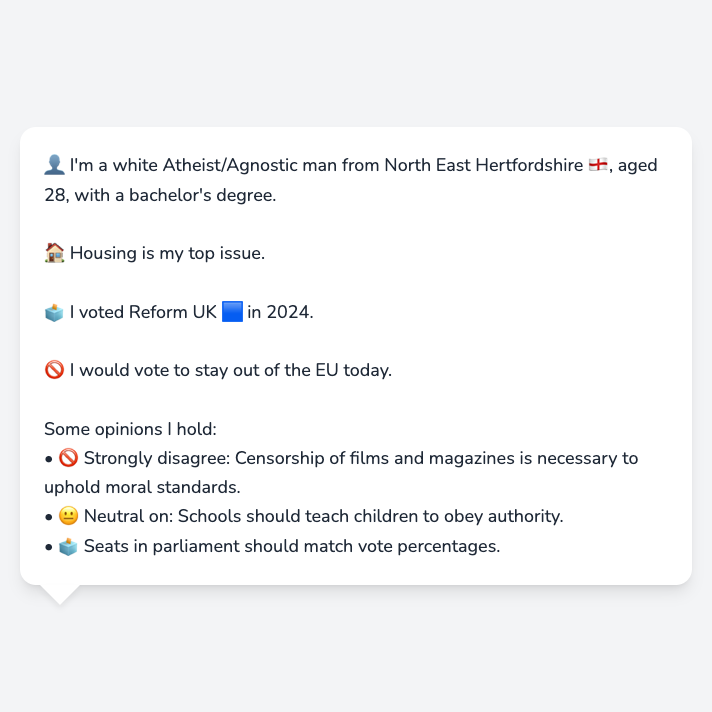 👤 I'm a white Atheist/Agnostic man from North East Hertfordshire 🏴󠁧󠁢󠁥󠁮󠁧󠁿, aged
28, with a bachelor's degree.
🏠 Housing is my top issue.
🗳️ I voted Reform UK 🟦 in 2024.
🚫 I would vote to stay out of the EU today.
Some opinions I hold:
• 🚫 Strongly disagree: Censorship of films and magazines is necessary to
uphold moral standards.
• 😐 Neutral on: Schools should teach children to obey authority.
• 🗳️ Seats in parliament should match vote percentages.